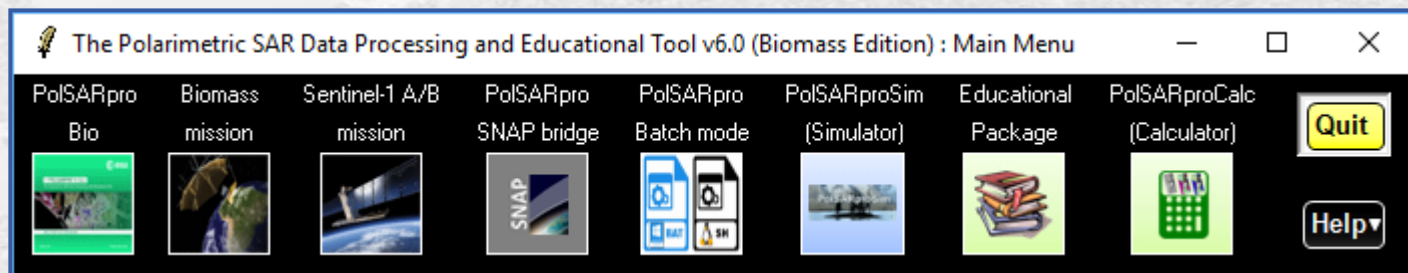 The Polarimetric SAR Data Processing and Educational Tool v6.0 (Biomass Edition) : Main Menu
PolSARpro Biomass Sentinel-1 A/B PolSARpro PolSARpro PolSARproSim Educational PolSARproCalc
Bio mission mission SNAP bridge Batch mode (Simulator) Package (Calculator)
Quit
esa
SNAP
PolSARproSim
BAT SH
Help▾